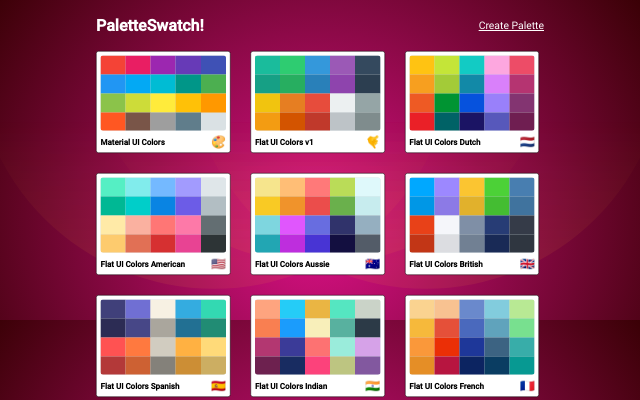 PaletteSwatch!
Create Palette
Material UI Colors
Flat UI Colors v1
Flat UI Colors Dutch
Flat UI Colors American
Flat UI Colors Aussie
Flat UI Colors British
Flat UI Colors Spanish
Flat UI Colors Indian
Flat UI Colors French